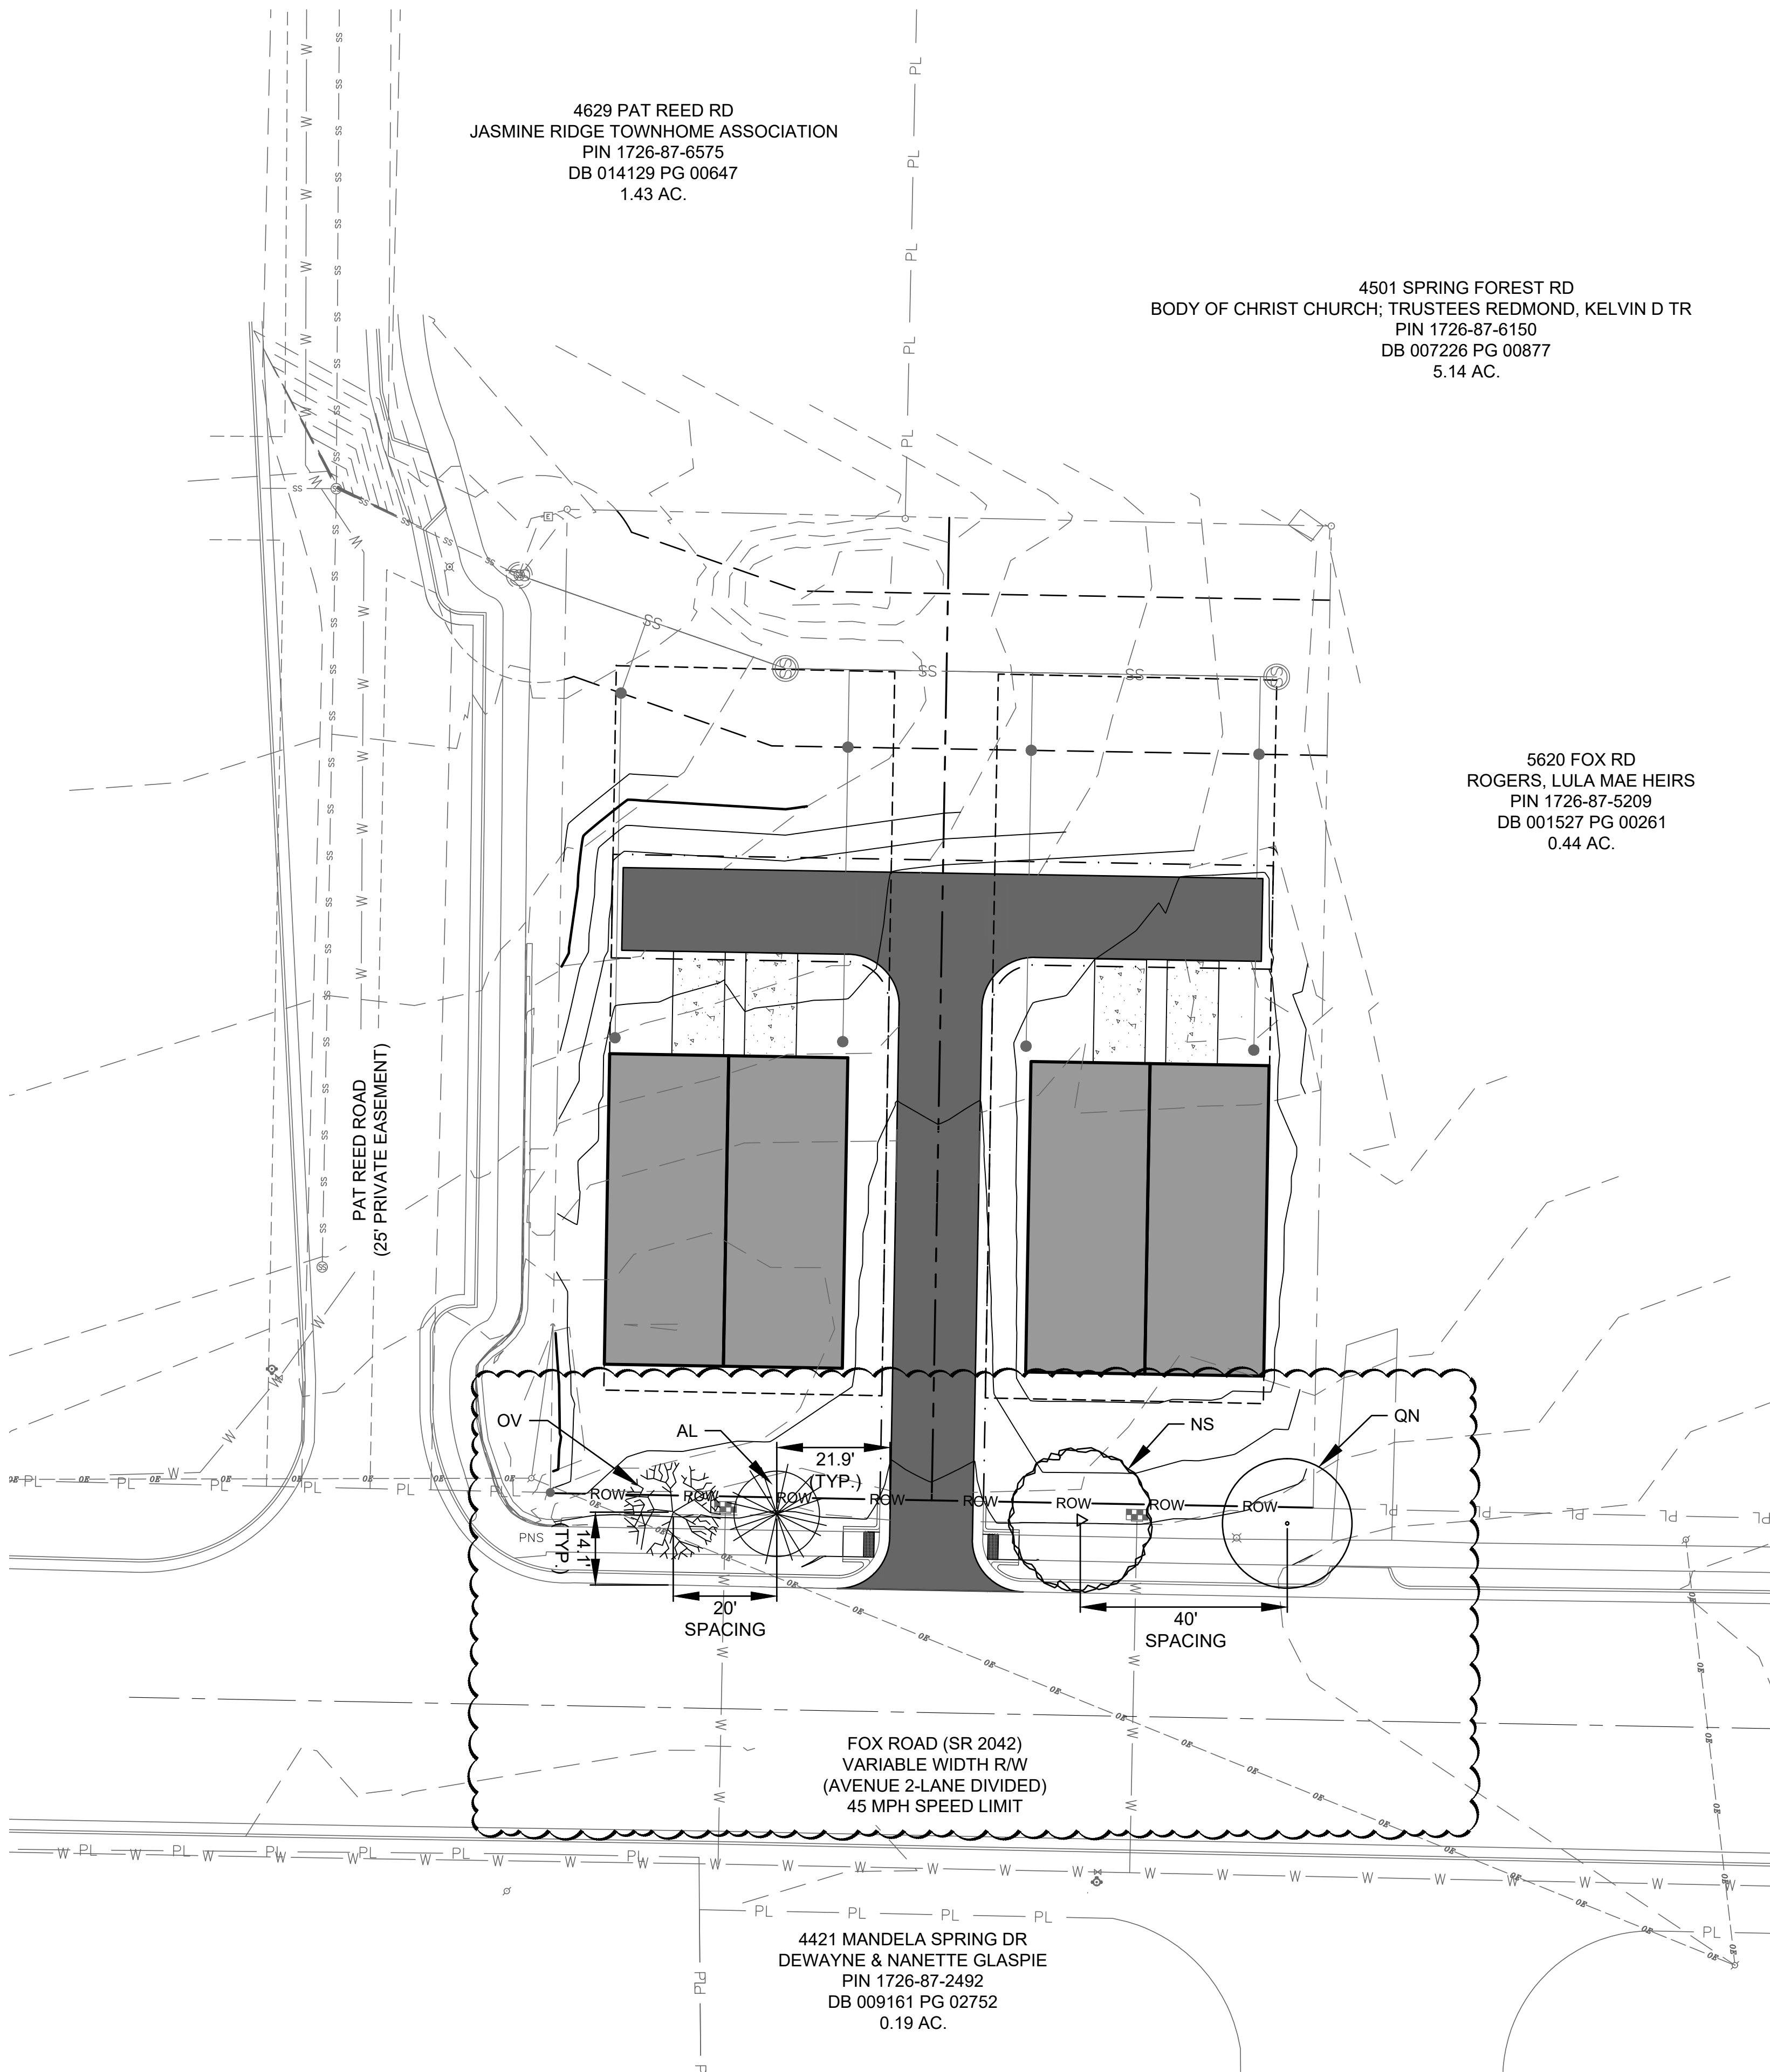 4629 PAT REED RD
JASMINE RIDGE TOWNHOME ASSOCIATION
PIN 1726-87-6575
DB 014129 PG 00647
1.43 AC.
4501 SPRING FOREST RD
BODY OF CHRIST CHURCH; TRUSTEES REDMOND, KELVIN D TR
PIN 1726-87-6150
DB 007226 PG 00877
5.14 AC.
5620 FOX RD
ROGERS, LULA MAE HEIRS
PIN 1726-87-5209
DB 001527 PG 00261
0.44 AC.
PAT REED ROAD
(25' PRIVATE EASEMENT)
OV
AL
NS
QN
21.9'
(TYP.)
ROW ROW ROW ROW ROW ROW ROW ROW
PNS
14.1'
(TYP.)
20'
SPACING
40'
SPACING
FOX ROAD (SR 2042)
VARIABLE WIDTH R/W
(AVENUE 2-LANE DIVIDED)
45 MPH SPEED LIMIT
4421 MANDELA SPRING DR
DEWAYNE & NANETTE GLASPIE
PIN 1726-87-2492
DB 009161 PG 02752
0.19 AC.